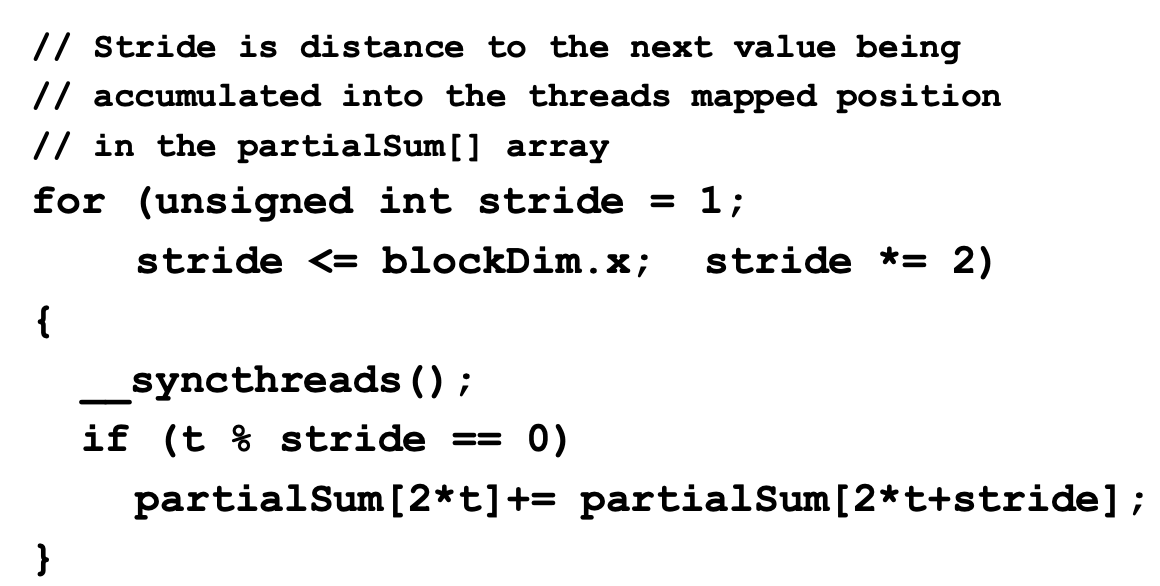 // Stride is distance to the next value being
// accumulated into the threads mapped position
// in the partialSum[] array
for (unsigned int stride = 1;
stride <= blockDim.x;  stride *= 2)
{
__syncthreads();
if (t % stride == 0)
partialSum[2*t]+= partialSum[2*t+stride];
}